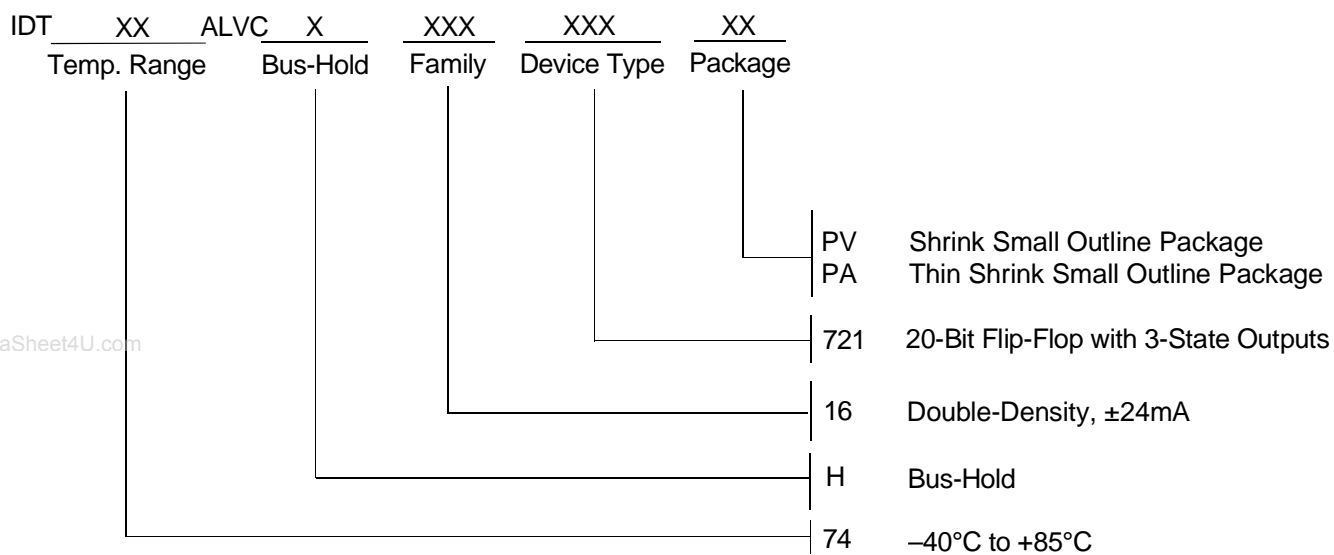 IDT XX ALVC X XXX XXX XX
Temp. Range Bus-Hold Family Device Type Package
PV Shrink Small Outline Package
PA Thin Shrink Small Outline Package
721 20-Bit Flip-Flop with 3-State Outputs
aSheet4U.com
16 Double-Density, ±24mA
H Bus-Hold
74 –40°C to +85°C